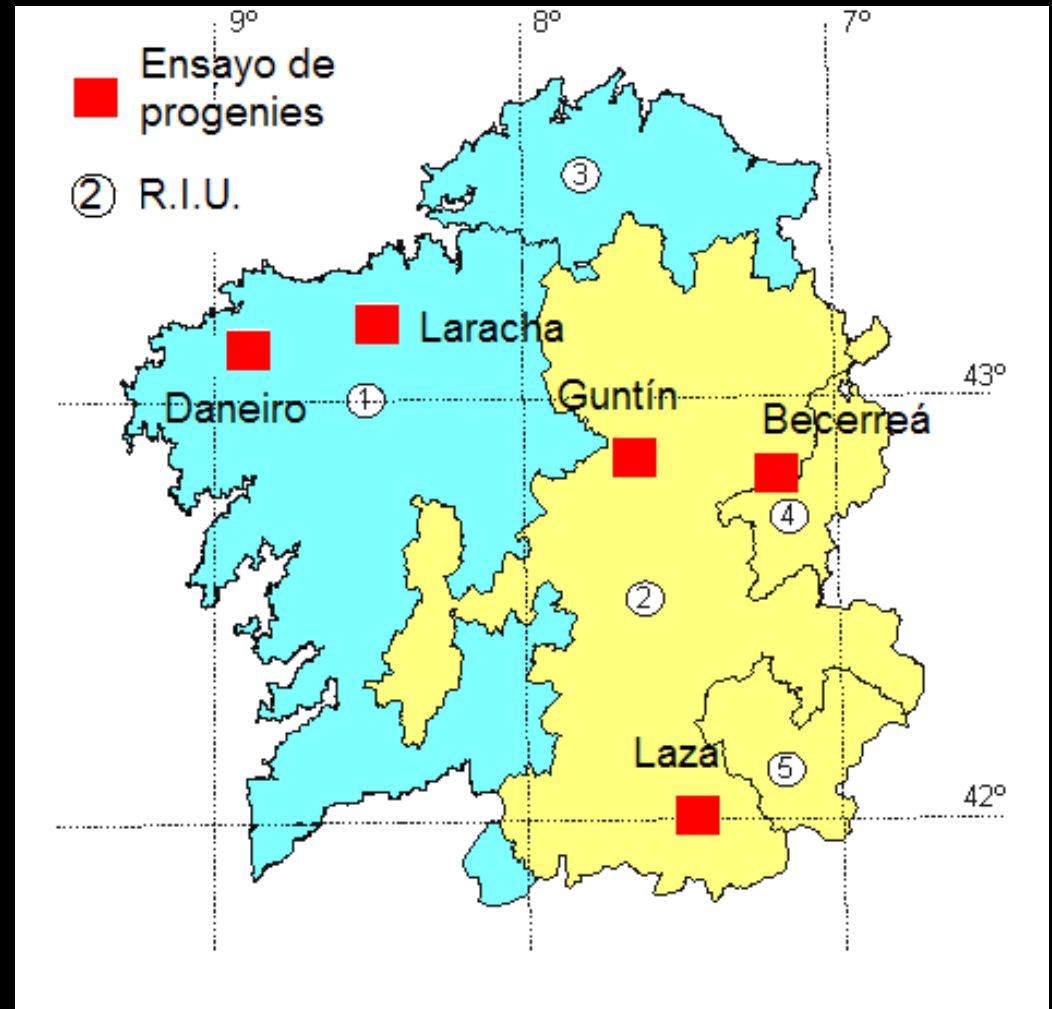 9º
8º
7º
Ensayo de
progenies
② R.I.U.
③
Laracha
43º
Daneiro
①
Guntín
Becerreá
④
②
Laza
⑤
42º